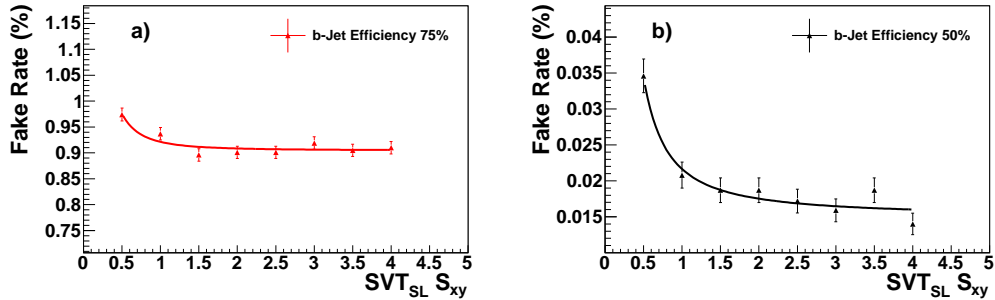 a)
b-Jet Efficiency 75%
Fake Rate (%)
1.15
1.1
1.05
1
0.95
0.9
0.85
0.8
0.75
0 0.5 1 1.5 2 2.5 3 3.5 4 4.5 5
SVT_SL S_xy
b)
b-Jet Efficiency 50%
Fake Rate (%)
0.04
0.035
0.03
0.025
0.02
0.015
0 0.5 1 1.5 2 2.5 3 3.5 4 4.5 5
SVT_SL S_xy